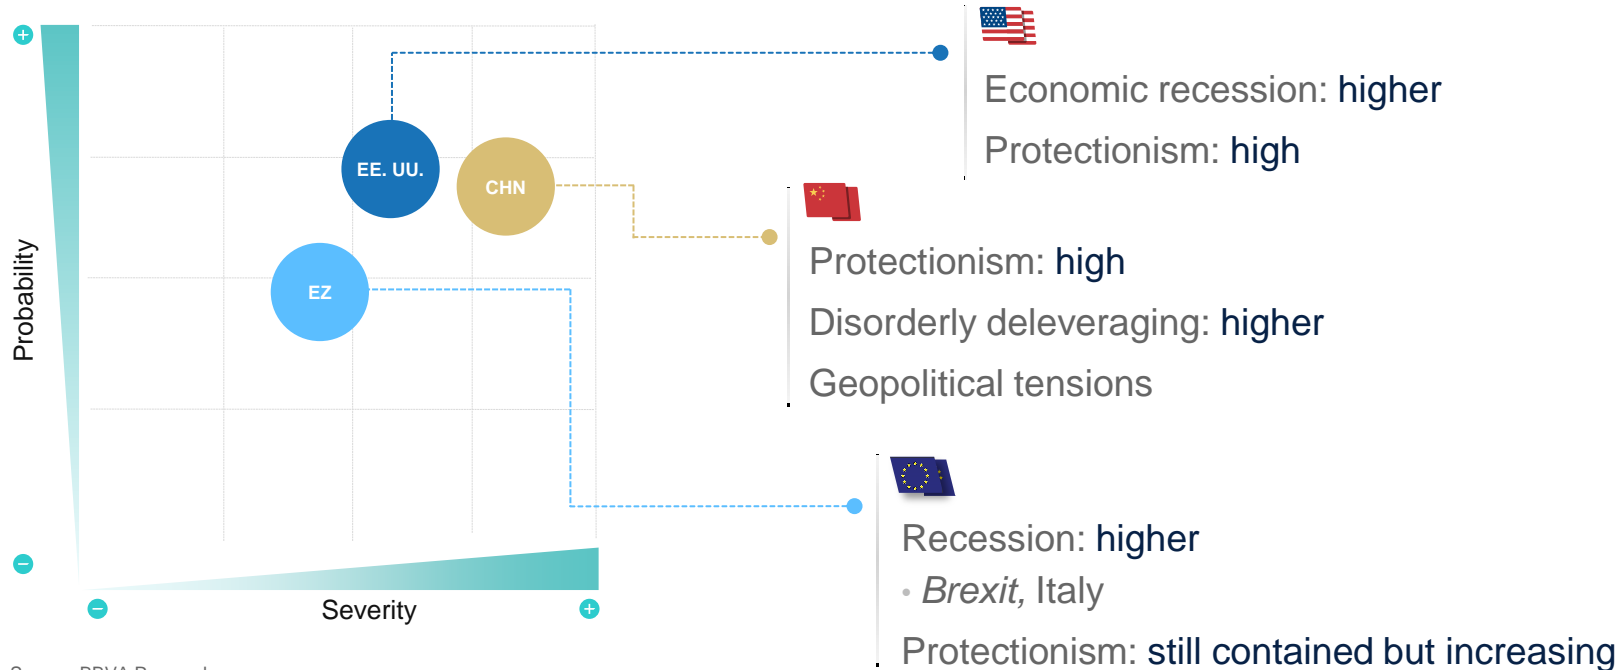 Economic recession: higher
Protectionism: high
EE. UU.
CHN
Protectionism: high
Disorderly deleveraging: higher
Geopolitical tensions
EZ
Probability
Recession: higher
• Brexit, Italy
Protectionism: still contained but increasing
Severity